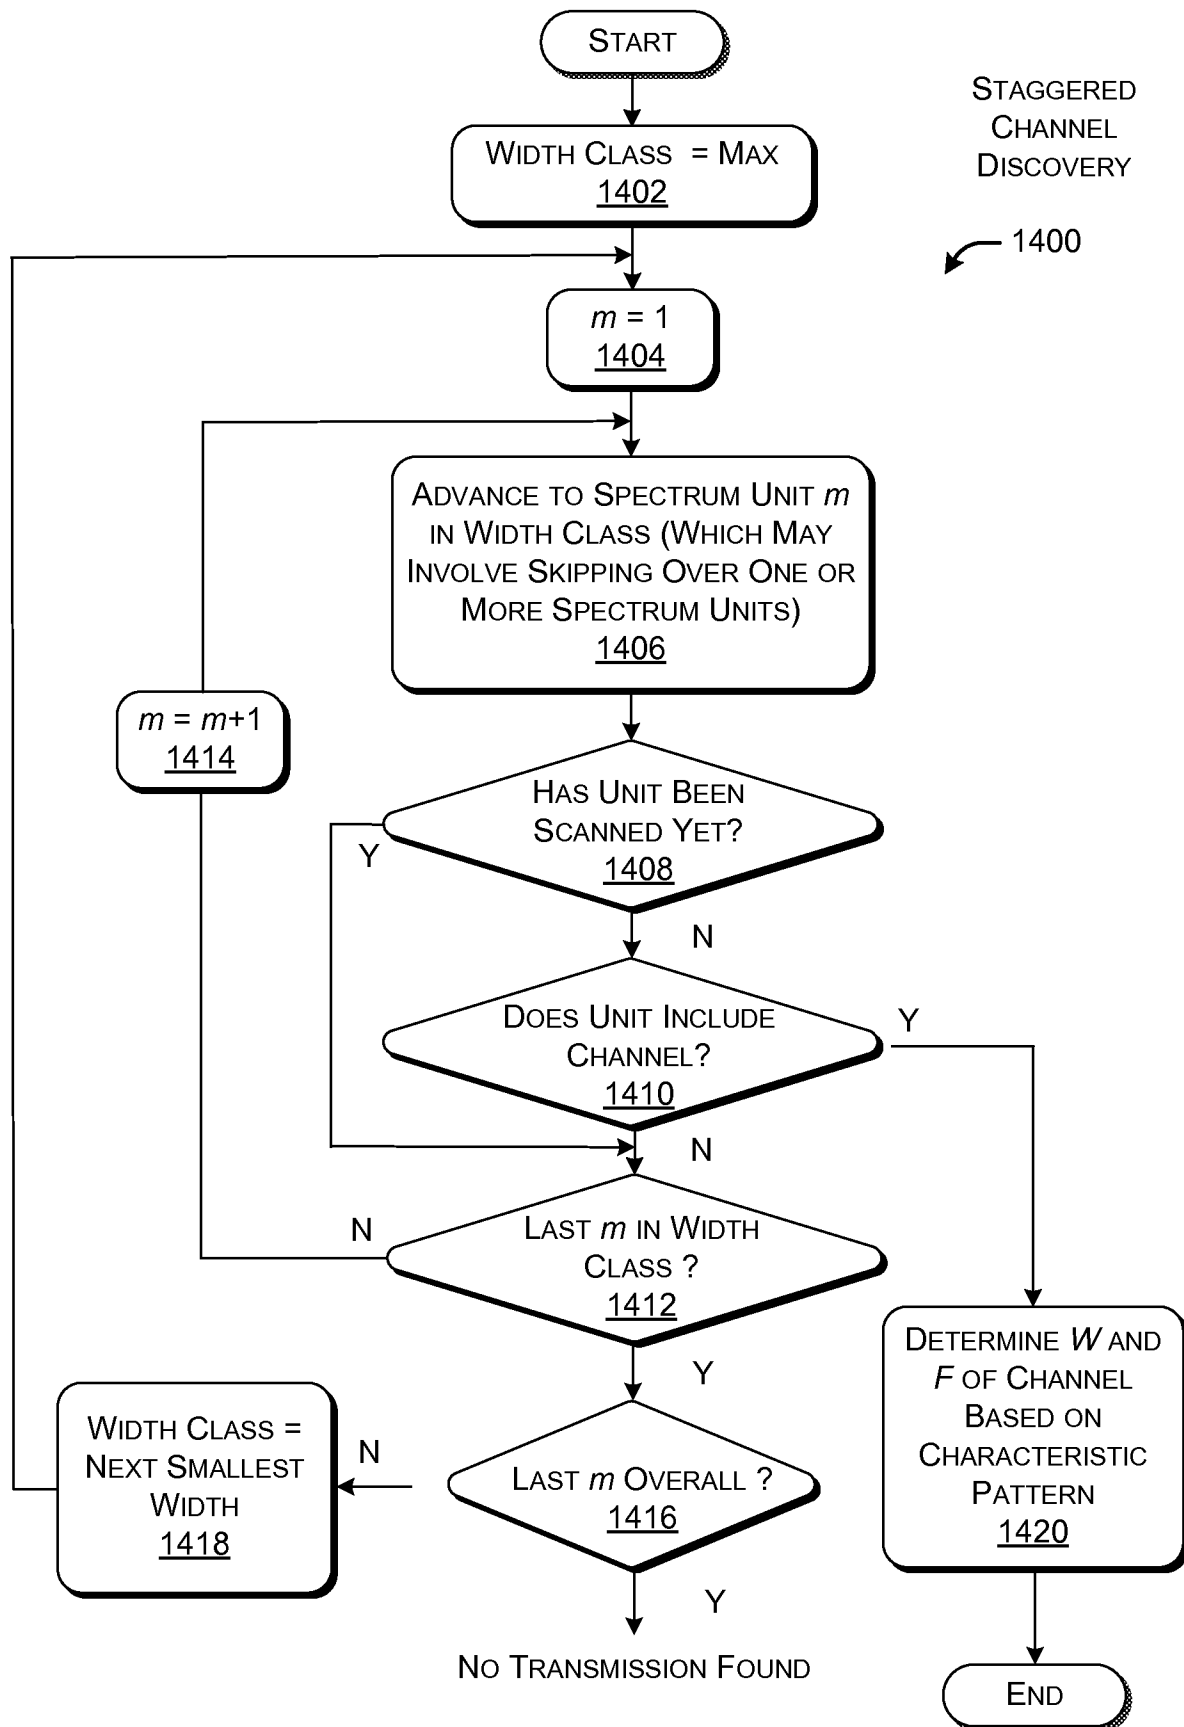 START
STAGGERED
CHANNEL
DISCOVERY
1400
WIDTH CLASS = MAX
1402
m = 1
1404
ADVANCE TO SPECTRUM UNIT m
IN WIDTH CLASS (WHICH MAY
INVOLVE SKIPPING OVER ONE OR
MORE SPECTRUM UNITS)
1406
m = m+1
1414
HAS UNIT BEEN
SCANNED YET?
1408
Y
N
DOES UNIT INCLUDE
CHANNEL?
1410
Y
N
LAST m IN WIDTH
CLASS ?
1412
N
Y
DETERMINE W AND
F OF CHANNEL
BASED ON
CHARACTERISTIC
PATTERN
1420
WIDTH CLASS =
NEXT SMALLEST
WIDTH
1418
N
LAST m OVERALL ?
1416
Y
NO TRANSMISSION FOUND
END